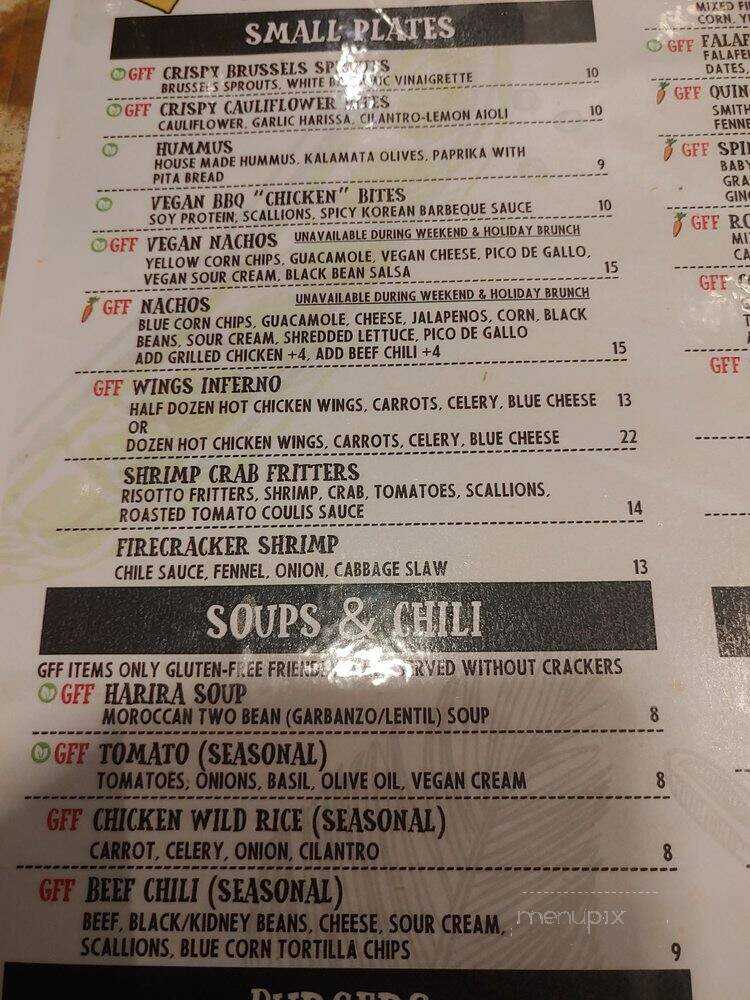 SMALL PLATES
GFF CRISPY BRUSSELS SPROUTS
BRUSSELS SPROUTS, WHITE BALSAMIC VINAIGRETTE 10
GFF CRISPY CAULIFLOWER BITES
CAULIFLOWER, GARLIC HARISSA, CILANTRO-LEMON AIOLI 10
HUMMUS
HOUSE MADE HUMMUS, KALAMATA OLIVES, PAPRIKA WITH
PITA BREAD 9
VEGAN BBQ "CHICKEN" BITES
SOY PROTEIN, SCALLIONS, SPICY KOREAN BARBEQUE SAUCE 10
GFF VEGAN NACHOS UNAVAILABLE DURING WEEKEND & HOLIDAY BRUNCH
YELLOW CORN CHIPS, GUACAMOLE, VEGAN CHEESE, PICO DE GALLO,
VEGAN SOUR CREAM, BLACK BEAN SALSA 15
GFF NACHOS UNAVAILABLE DURING WEEKEND & HOLIDAY BRUNCH
BLUE CORN CHIPS, GUACAMOLE, CHEESE, JALAPENOS, CORN, BLACK
BEANS, SOUR CREAM, SHREDDED LETTUCE, PICO DE GALLO
ADD GRILLED CHICKEN +4, ADD BEEF CHILI +4 15
GFF WINGS INFERNO
HALF DOZEN HOT CHICKEN WINGS, CARROTS, CELERY, BLUE CHEESE 13
OR
DOZEN HOT CHICKEN WINGS, CARROTS, CELERY, BLUE CHEESE 22
SHRIMP CRAB FRITTERS
RISOTTO FRITTERS, SHRIMP, CRAB, TOMATOES, SCALLIONS,
ROASTED TOMATO COULIS SAUCE 14
FIRECRACKER SHRIMP
CHILE SAUCE, FENNEL, ONION, CABBAGE SLAW 13
SOUPS & CHILI
GFF ITEMS ONLY GLUTEN-FREE FRIENDLY SERVED WITHOUT CRACKERS
GFF HARIRA SOUP
MOROCCAN TWO BEAN (GARBANZO/LENTIL) SOUP 8
GFF TOMATO (SEASONAL)
TOMATOES, ONIONS, BASIL, OLIVE OIL, VEGAN CREAM 8
GFF CHICKEN WILD RICE (SEASONAL)
CARROT, CELERY, ONION, CILANTRO 8
GFF BEEF CHILI (SEASONAL)
BEEF, BLACK/KIDNEY BEANS, CHEESE, SOUR CREAM,
SCALLIONS, BLUE CORN TORTILLA CHIPS 9
BURGERS
MIXED
CORN,
GFF FALAF
FALAFE
DATES,
GFF QUIN
SMITH
FENNE
GFF SPI
BABY
GRA
GIN
GFF RO
MI
CA
GFF
GFF
menupix